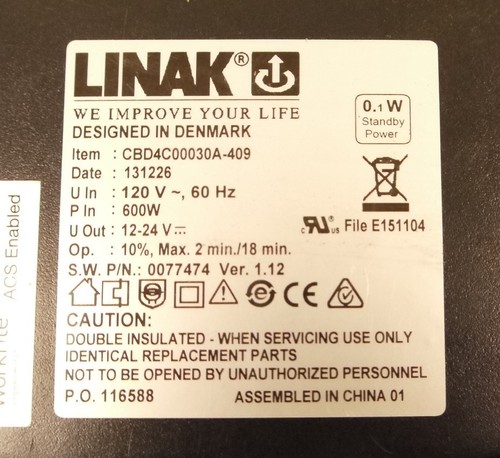 LINAK®
WE IMPROVE YOUR LIFE
DESIGNED IN DENMARK
0.1 W
Standby
Power
Item : CBD4C00030A-409
Date : 131226
U In : 120 V ~, 60 Hz
P In : 600W
U Out : 12-24 V⎓
Op. : 10%, Max. 2 min./18 min.
S.W. P/N.: 0077474 Ver. 1.12
c RU us File E151104
CE
CAUTION:
DOUBLE INSULATED - WHEN SERVICING USE ONLY
IDENTICAL REPLACEMENT PARTS
NOT TO BE OPENED BY UNAUTHORIZED PERSONNEL
P.O. 116588 ASSEMBLED IN CHINA 01
ACS Enabled